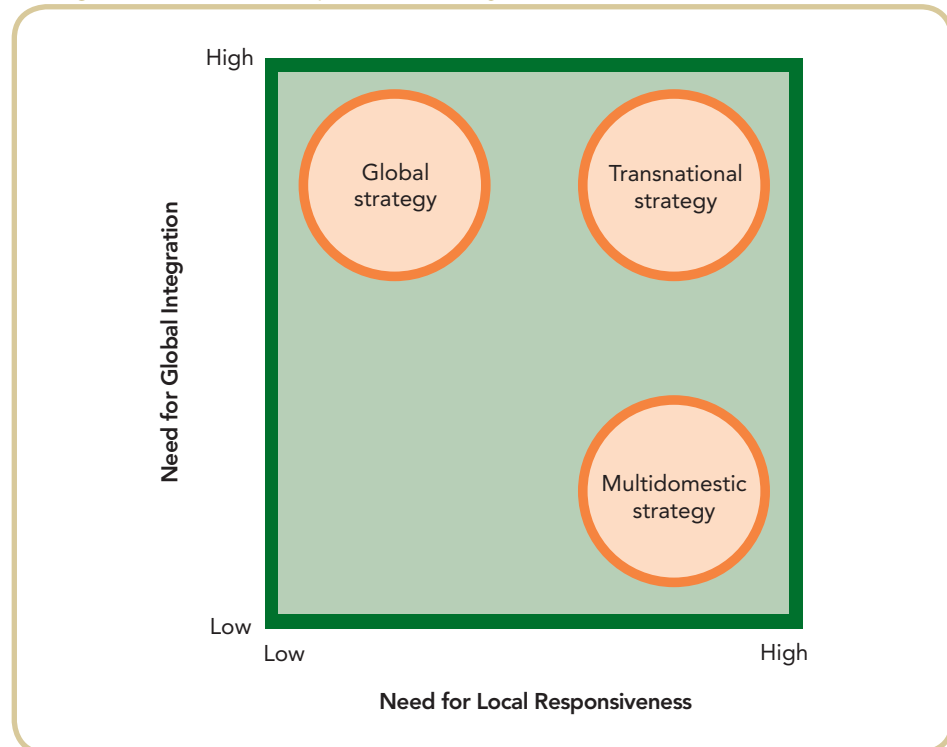 High
Global
strategy
Transnational
strategy
Need for Global Integration
Multidomestic
strategy
Low
Low
High
Need for Local Responsiveness